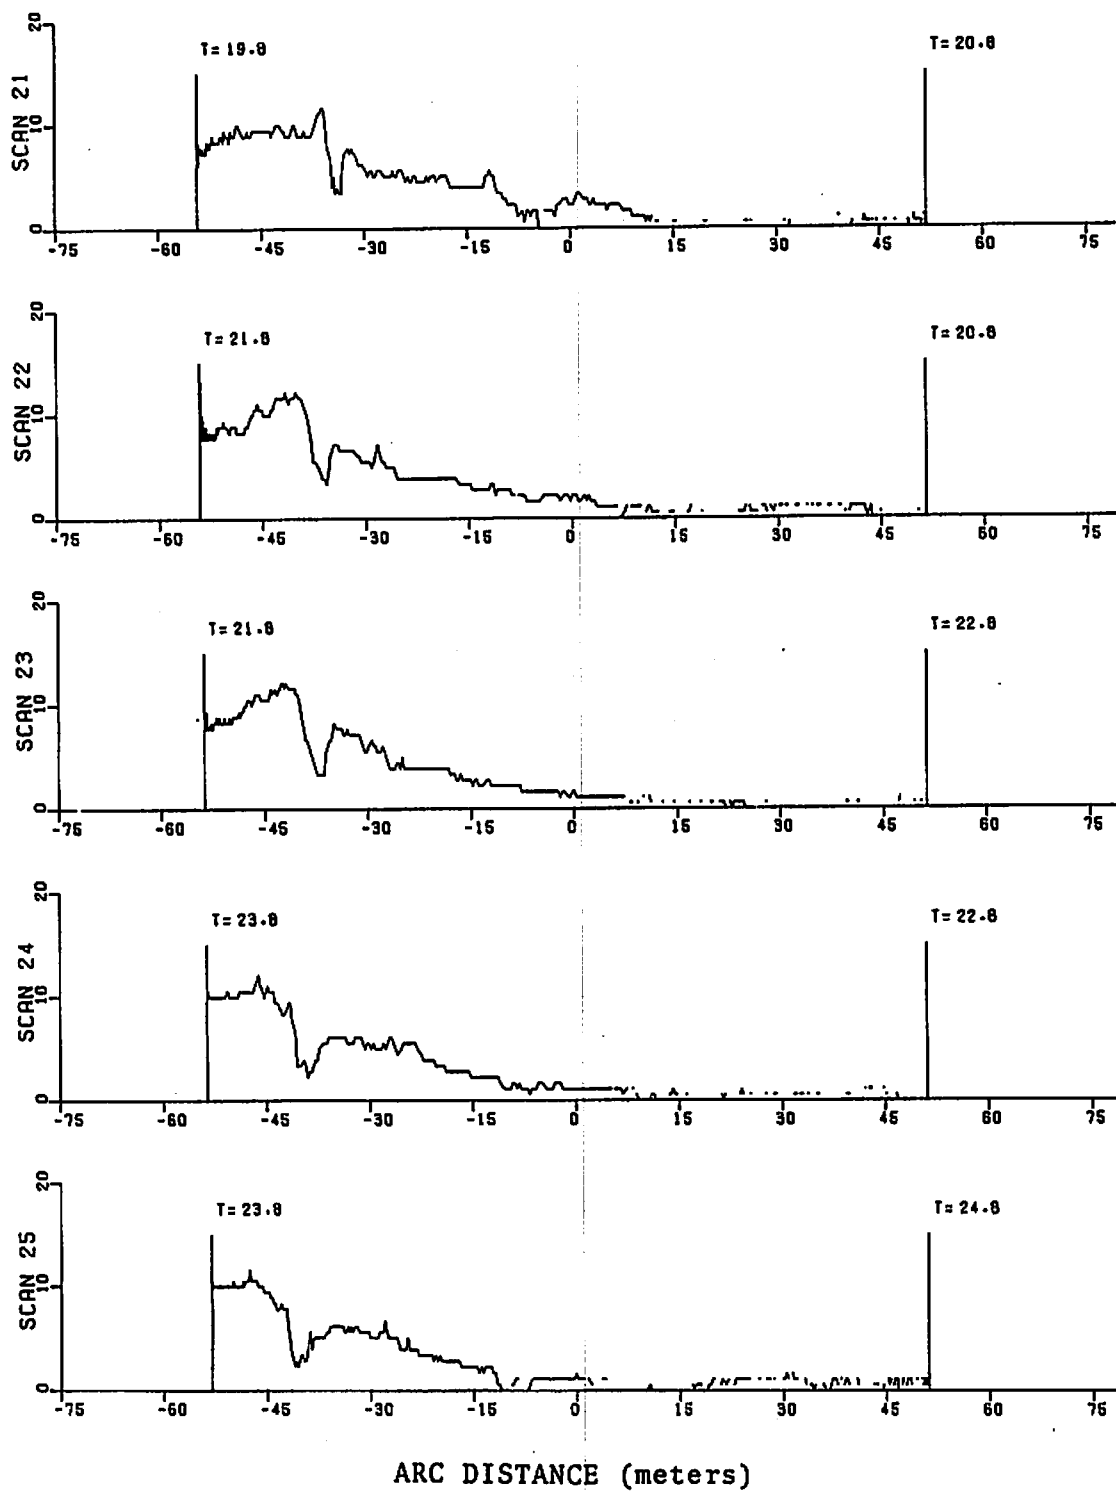 20
T= 19.8
T= 20.8
SCAN 21
10
0
-75 -60 -45 -30 -15 0 15 30 45 60 75
20
T= 21.8
T= 20.8
SCAN 22
10
0
-75 -60 -45 -30 -15 0 15 30 45 60 75
20
T= 21.8
T= 22.8
SCAN 23
10
0
-75 -60 -45 -30 -15 0 15 30 45 60 75
20
T= 23.8
T= 22.8
SCAN 24
10
0
-75 -60 -45 -30 -15 0 15 30 45 60 75
20
T= 23.8
T= 24.8
SCAN 25
10
0
-75 -60 -45 -30 -15 0 15 30 45 60 75
ARC DISTANCE (meters)